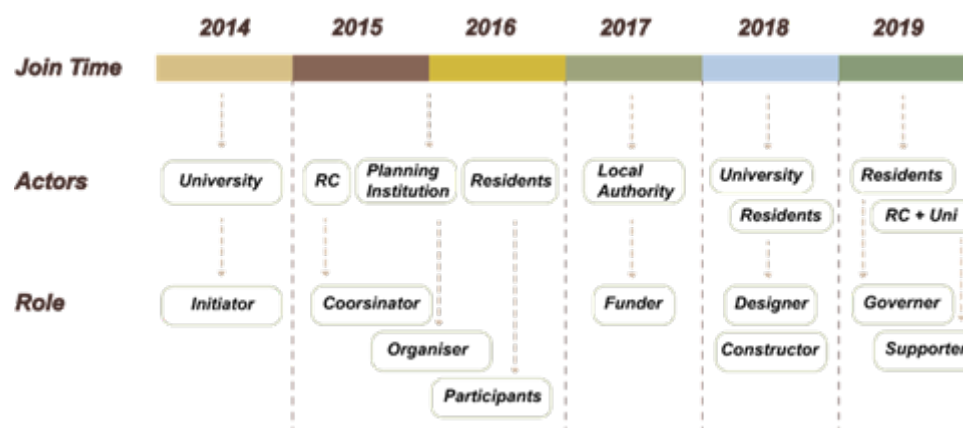 2014 2015 2016 2017 2018 2019
Join Time
Actors
University
RC
Planning
Institution
Residents
Local
Authority
University
Residents
Residents
RC + Uni
Role
Initiator
Coorsinator
Organiser
Participants
Funder
Designer
Constructor
Governer
Supporter